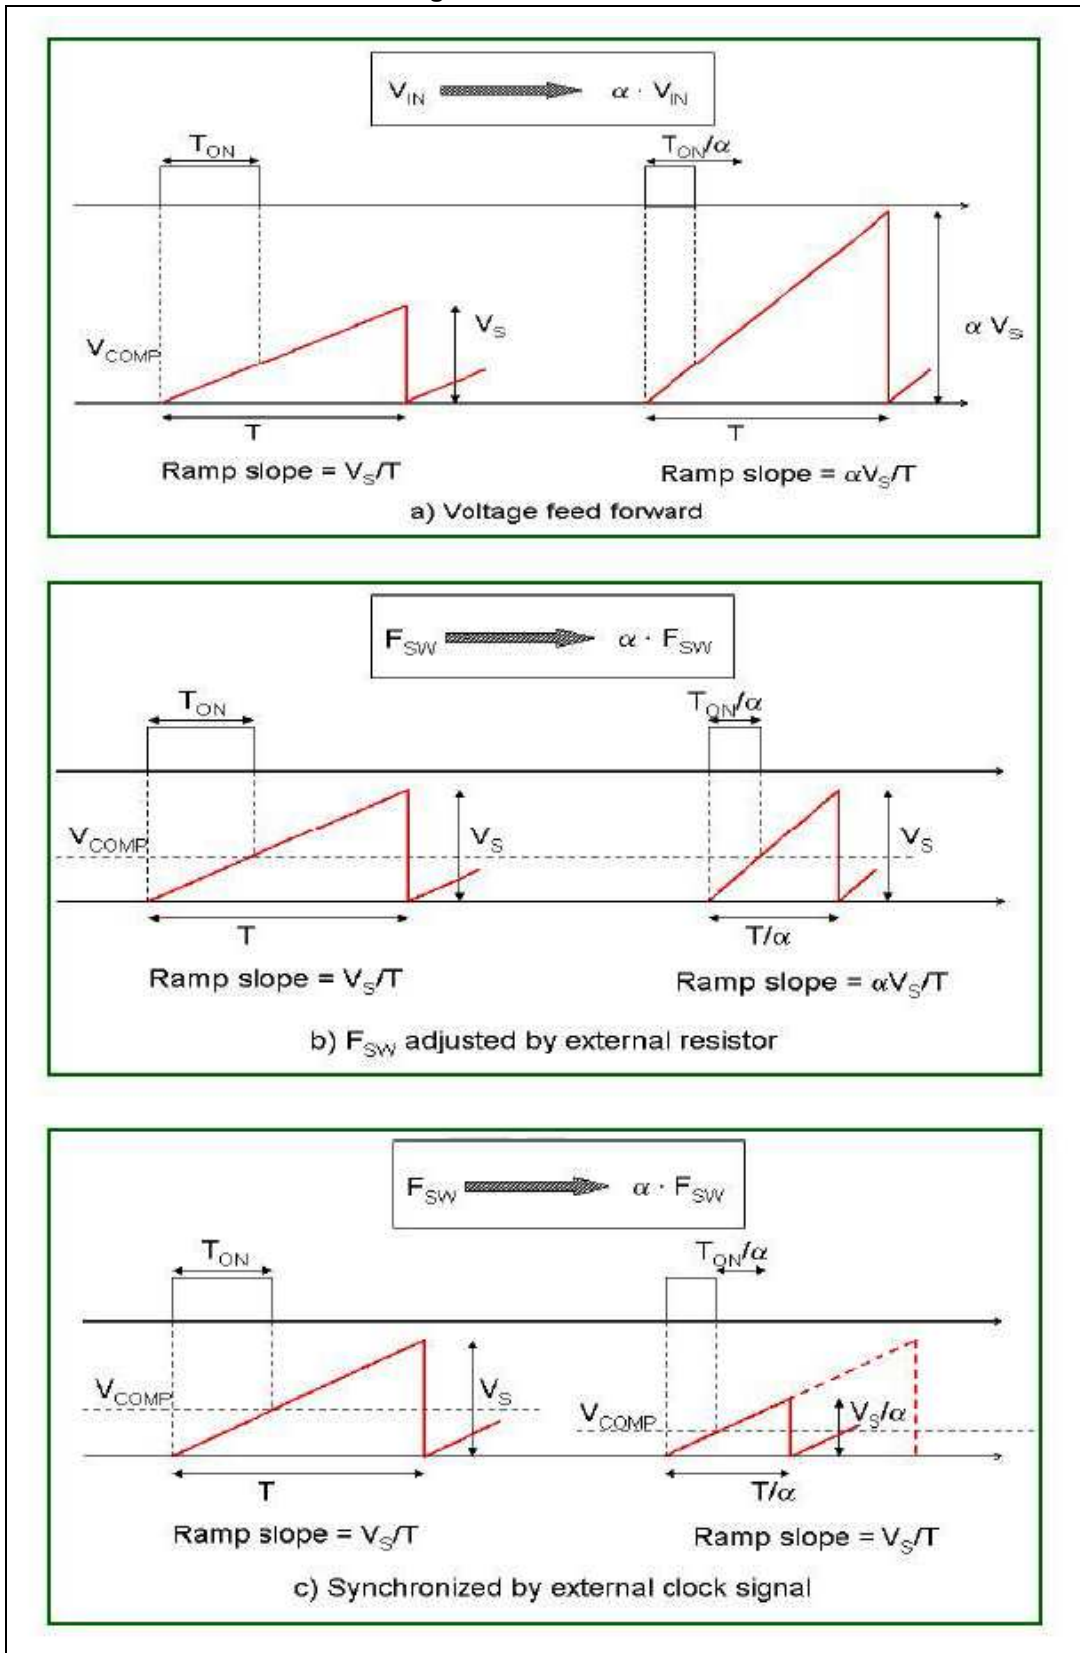 V_IN α · V_IN
T_ON T_ON/α
V_S α V_S
V_COMP
T T
Ramp slope = V_S/T Ramp slope = αV_S/T
a) Voltage feed forward
F_SW α · F_SW
T_ON T_ON/α
V_COMP V_S V_S
T T/α
Ramp slope = V_S/T Ramp slope = αV_S/T
b) F_SW adjusted by external resistor
F_SW α · F_SW
T_ON T_ON/α
V_COMP V_S V_COMP V_S/α
T T/α
Ramp slope = V_S/T Ramp slope = V_S/T
c) Synchronized by external clock signal